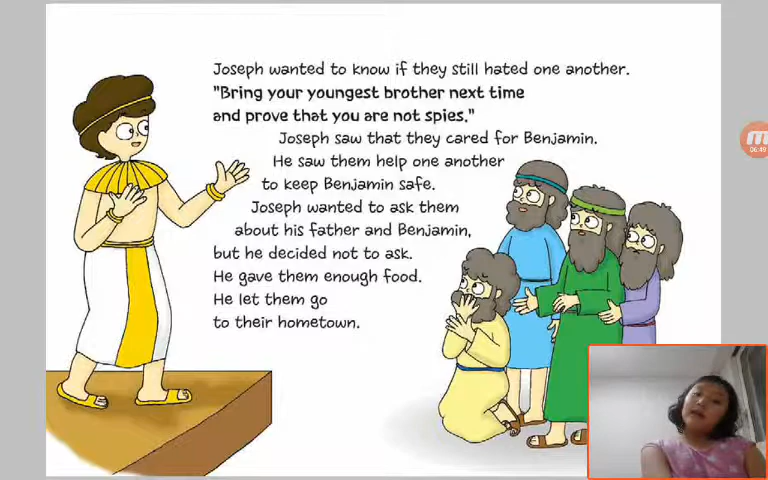 Joseph wanted to know if they still hated one another.
"Bring your youngest brother next time
and prove that you are not spies."
Joseph saw that they cared for Benjamin.
He saw them help one another
to keep Benjamin safe.
Joseph wanted to ask them
about his father and Benjamin,
but he decided not to ask.
He gave them enough food.
He let them go
to their hometown.